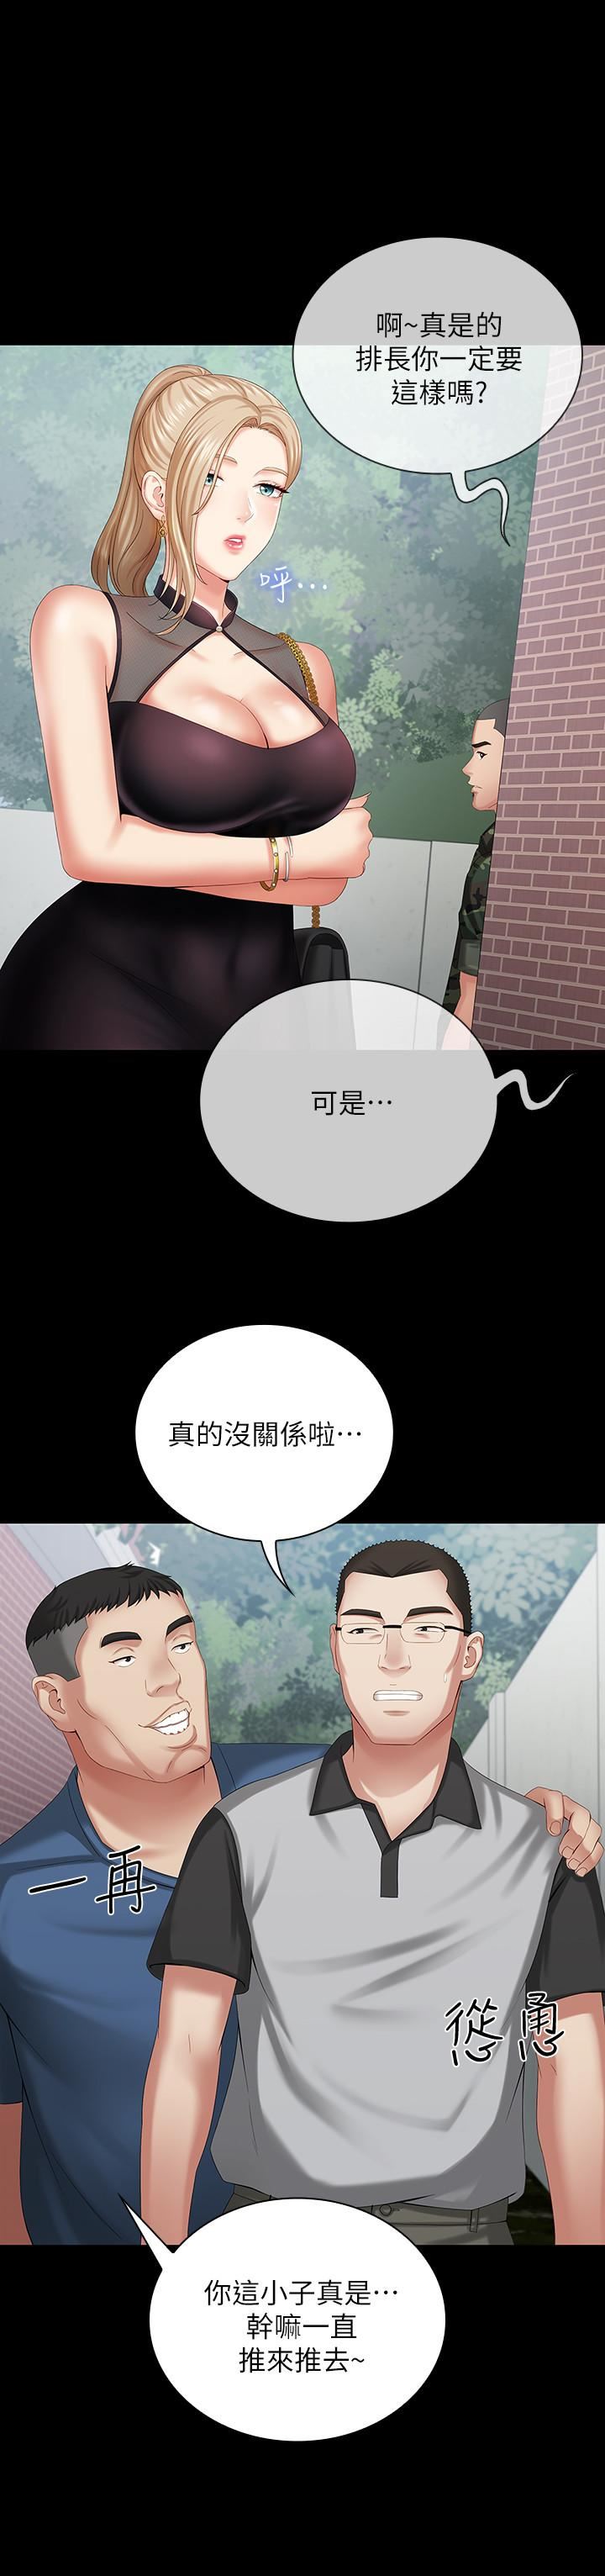 啊~真是的
排長你一定要
這樣嗎?
呼…
可是…
真的沒關係啦…
一再
慫恿
你這小子真是…
幹嘛一直
推來推去~